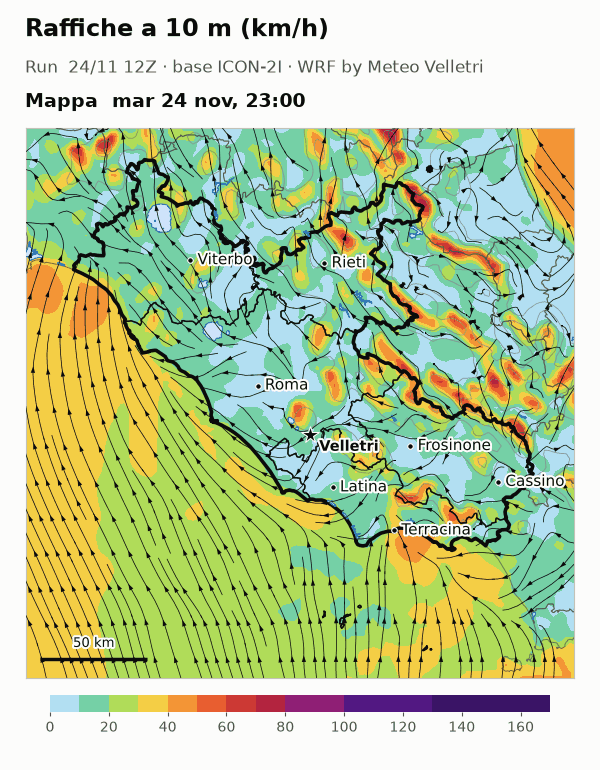 Raffiche a 10 m (km/h)
Run 24/11 12Z · base ICON-2I · WRF by Meteo Velletri
Mappa mar 24 nov, 23:00
Viterbo
Rieti
Roma
Velletri
Frosinone
Latina
Cassino
Terracina
50 km
0 20 40 60 80 100 120 140 160